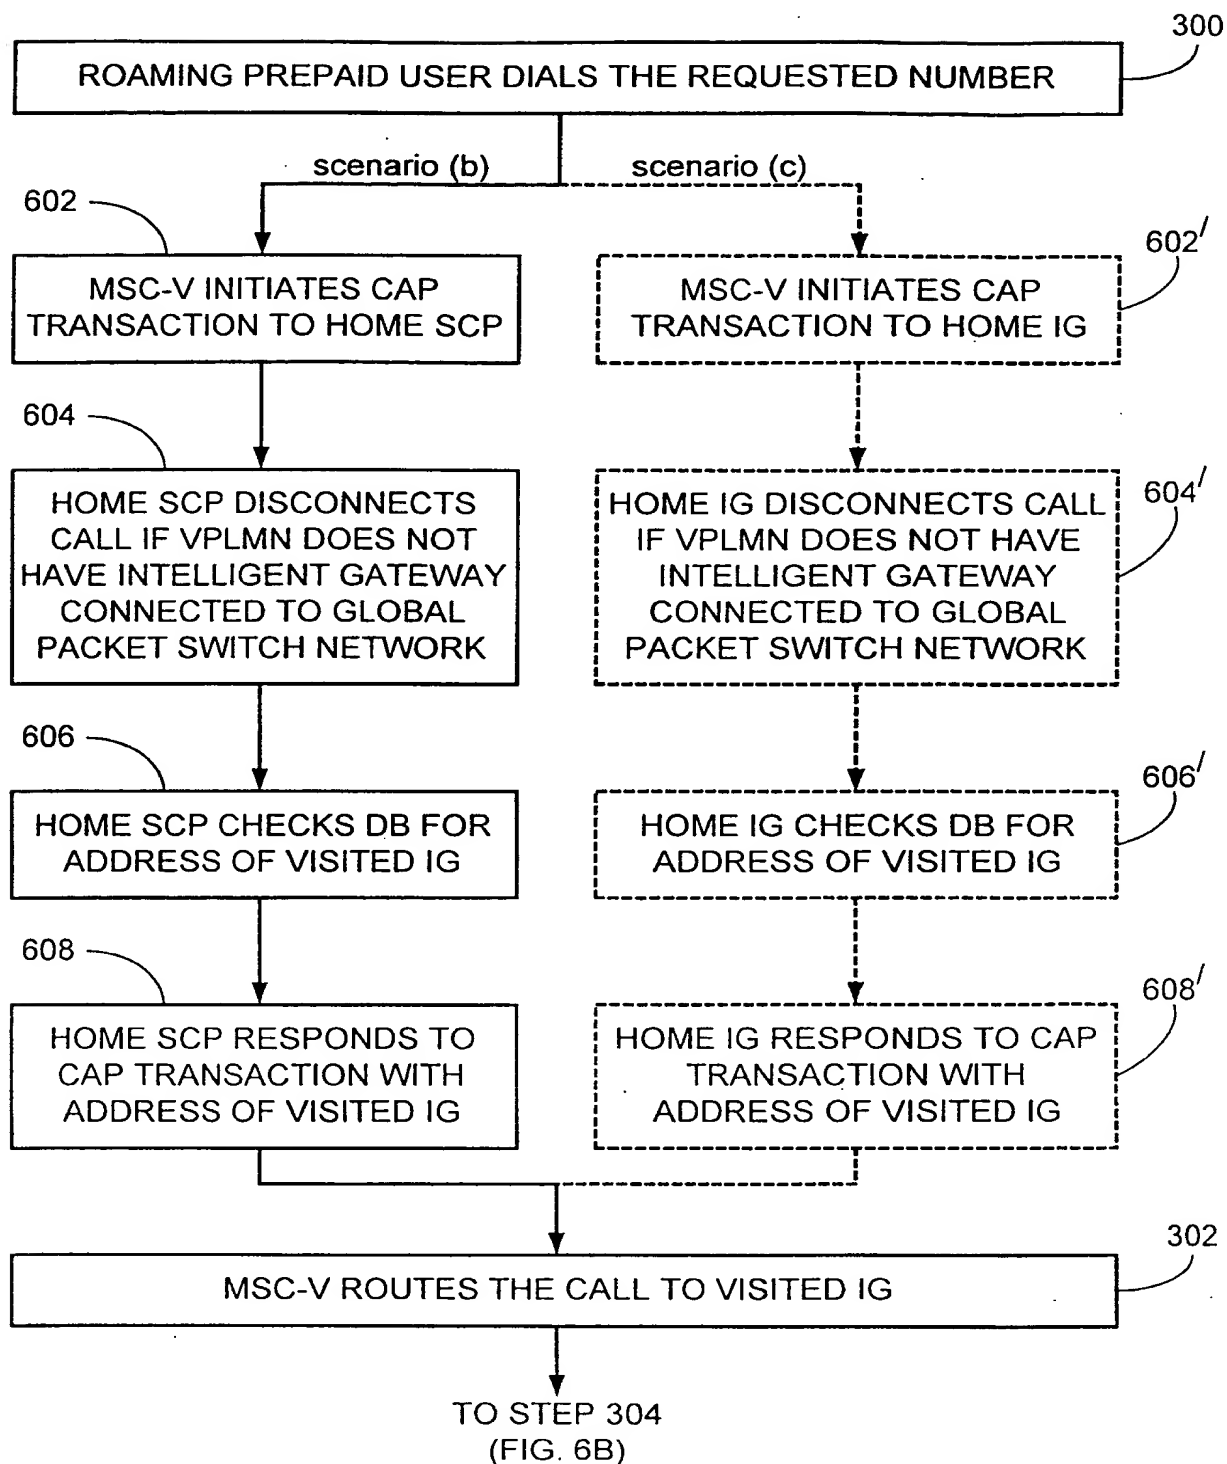 300
ROAMING PREPAID USER DIALS THE REQUESTED NUMBER
scenario (b)
scenario (c)
602
MSC-V INITIATES CAP
TRANSACTION TO HOME SCP
602'
MSC-V INITIATES CAP
TRANSACTION TO HOME IG
604
HOME SCP DISCONNECTS
CALL IF VPLMN DOES NOT
HAVE INTELLIGENT GATEWAY
CONNECTED TO GLOBAL
PACKET SWITCH NETWORK
604'
HOME IG DISCONNECTS CALL
IF VPLMN DOES NOT HAVE
INTELLIGENT GATEWAY
CONNECTED TO GLOBAL
PACKET SWITCH NETWORK
606
HOME SCP CHECKS DB FOR
ADDRESS OF VISITED IG
606'
HOME IG CHECKS DB FOR
ADDRESS OF VISITED IG
608
HOME SCP RESPONDS TO
CAP TRANSACTION WITH
ADDRESS OF VISITED IG
608'
HOME IG RESPONDS TO CAP
TRANSACTION WITH
ADDRESS OF VISITED IG
302
MSC-V ROUTES THE CALL TO VISITED IG
TO STEP 304
(FIG. 6B)